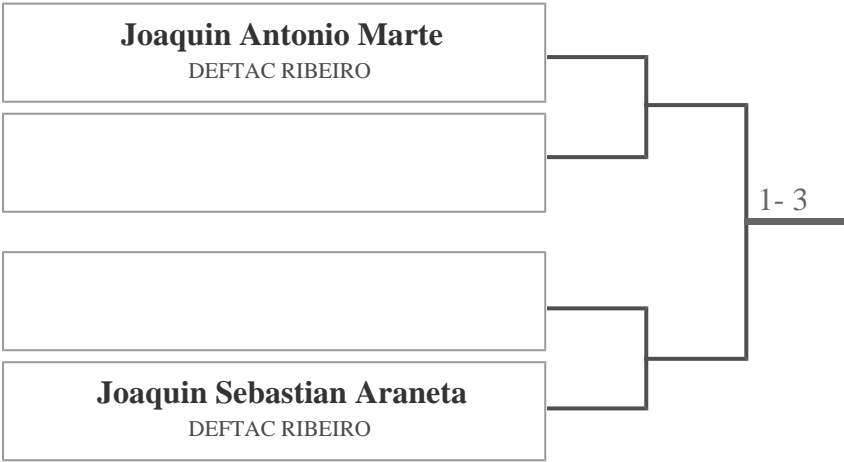 Joaquin Antonio Marte
DEFTAC RIBEIRO
1- 3
Joaquin Sebastian Araneta
DEFTAC RIBEIRO